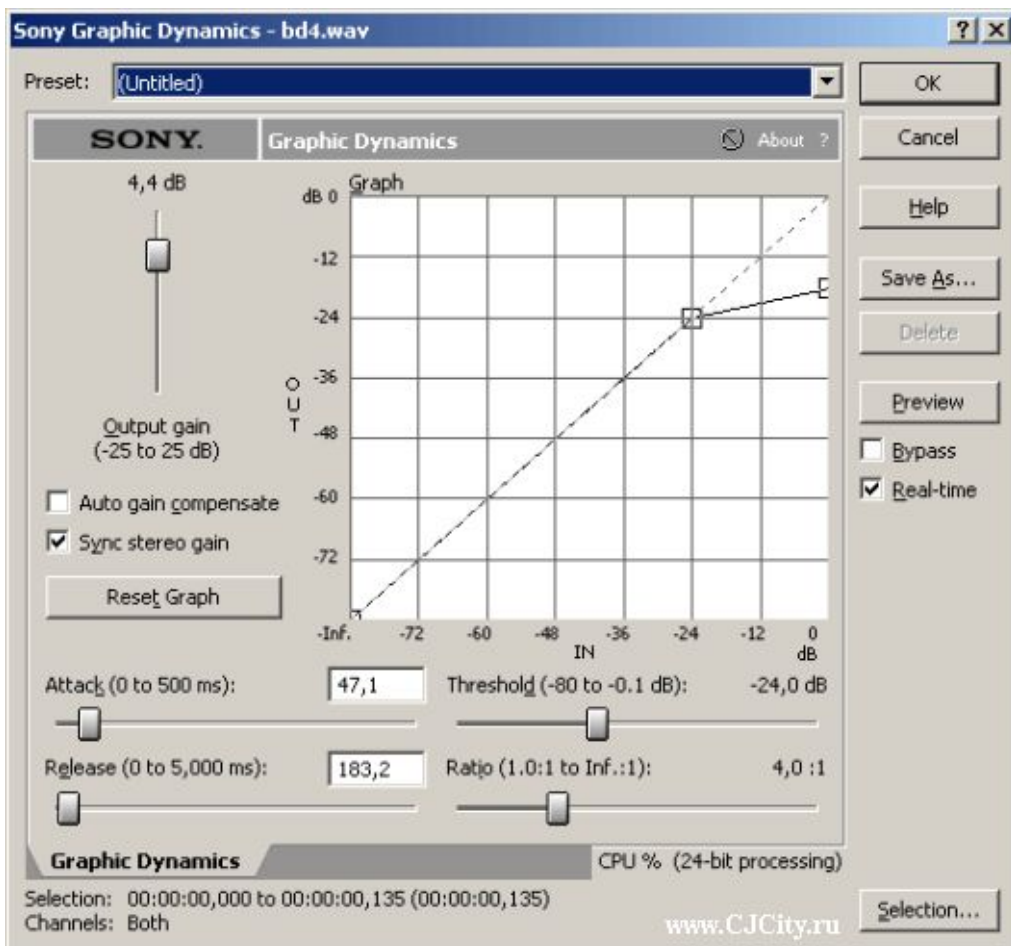 Sony Graphic Dynamics - bd4.wav
Preset: (Untitled)
OK
SONY.
Graphic Dynamics
About ?
Cancel
4,4 dB
Graph
dB 0
-12
-24
-36
-48
-60
-72
OUT
Help
Save As...
Delete
Output gain
(-25 to 25 dB)
Preview
Bypass
Real-time
Auto gain compensate
Sync stereo gain
Reset Graph
-Inf. -72 -60 -48 -36 -24 -12 0
IN dB
Attack (0 to 500 ms): 47,1 Threshold (-80 to -0.1 dB): -24,0 dB
Release (0 to 5,000 ms): 183,2 Ratio (1.0:1 to Inf.:1): 4,0 :1
Graphic Dynamics
CPU % (24-bit processing)
Selection: 00:00:00,000 to 00:00:00,135 (00:00:00,135)
Channels: Both
www.CJCity.ru
Selection...